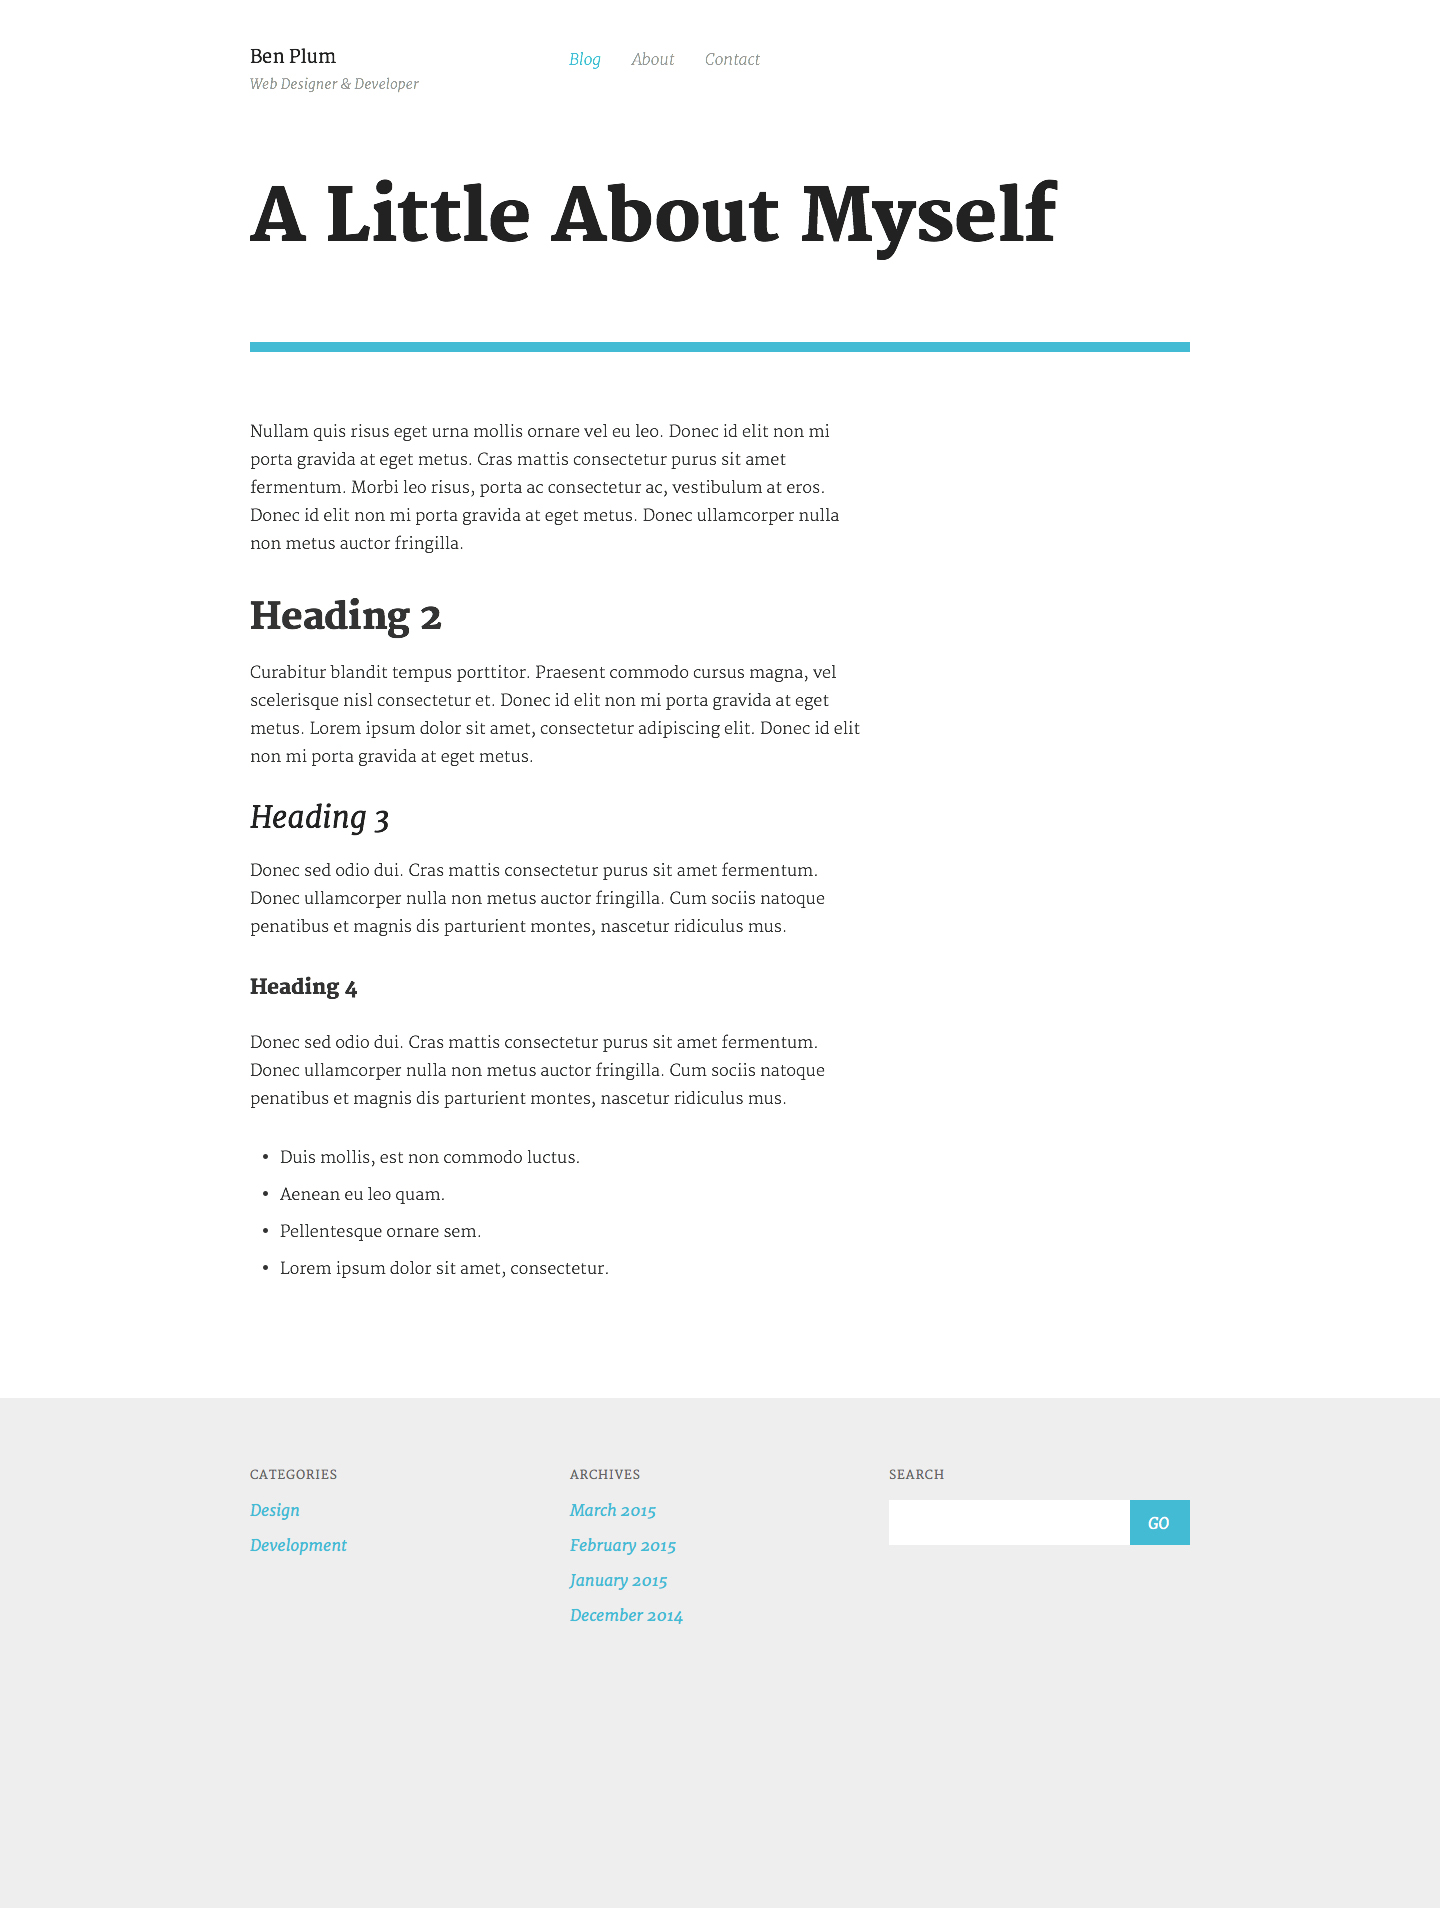 Ben Plum
Blog About Contact
Web Designer & Developer
A Little About Myself
Nullam quis risus eget urna mollis ornare vel eu leo. Donec id elit non mi
porta gravida at eget metus. Cras mattis consectetur purus sit amet
fermentum. Morbi leo risus, porta ac consectetur ac, vestibulum at eros.
Donec id elit non mi porta gravida at eget metus. Donec ullamcorper nulla
non metus auctor fringilla.
Heading 2
Curabitur blandit tempus porttitor. Praesent commodo cursus magna, vel
scelerisque nisl consectetur et. Donec id elit non mi porta gravida at eget
metus. Lorem ipsum dolor sit amet, consectetur adipiscing elit. Donec id elit
non mi porta gravida at eget metus.
Heading 3
Donec sed odio dui. Cras mattis consectetur purus sit amet fermentum.
Donec ullamcorper nulla non metus auctor fringilla. Cum sociis natoque
penatibus et magnis dis parturient montes, nascetur ridiculus mus.
Heading 4
Donec sed odio dui. Cras mattis consectetur purus sit amet fermentum.
Donec ullamcorper nulla non metus auctor fringilla. Cum sociis natoque
penatibus et magnis dis parturient montes, nascetur ridiculus mus.
• Duis mollis, est non commodo luctus.
• Aenean eu leo quam.
• Pellentesque ornare sem.
• Lorem ipsum dolor sit amet, consectetur.
CATEGORIES
Design
Development
ARCHIVES
March 2015
February 2015
January 2015
December 2014
SEARCH
GO